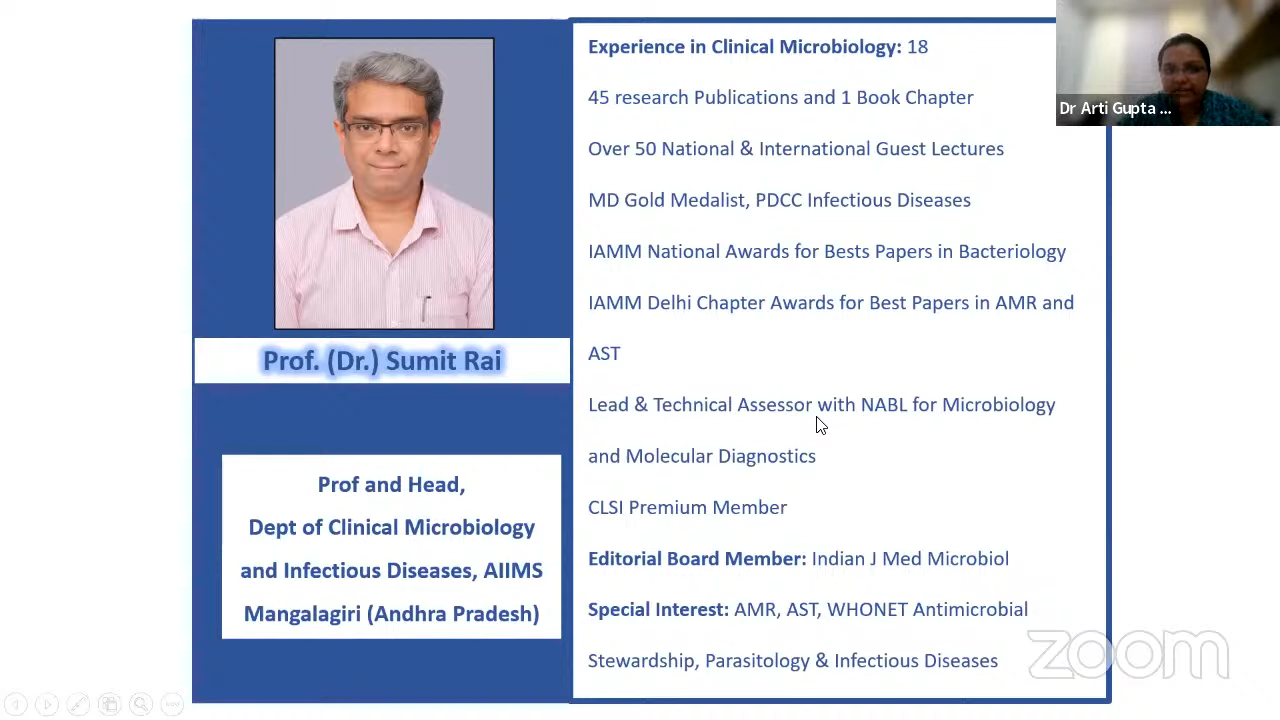 Prof. (Dr.) Sumit Rai
Prof and Head,
Dept of Clinical Microbiology
and Infectious Diseases, AIIMS
Mangalagiri (Andhra Pradesh)
Experience in Clinical Microbiology: 18
45 research Publications and 1 Book Chapter
Over 50 National & International Guest Lectures
MD Gold Medalist, PDCC Infectious Diseases
IAMM National Awards for Bests Papers in Bacteriology
IAMM Delhi Chapter Awards for Best Papers in AMR and
AST
Lead & Technical Assessor with NABL for Microbiology
and Molecular Diagnostics
CLSI Premium Member
Editorial Board Member: Indian J Med Microbiol
Special Interest: AMR, AST, WHONET Antimicrobial
Stewardship, Parasitology & Infectious Diseases
Dr Arti Gupta ...
zoom